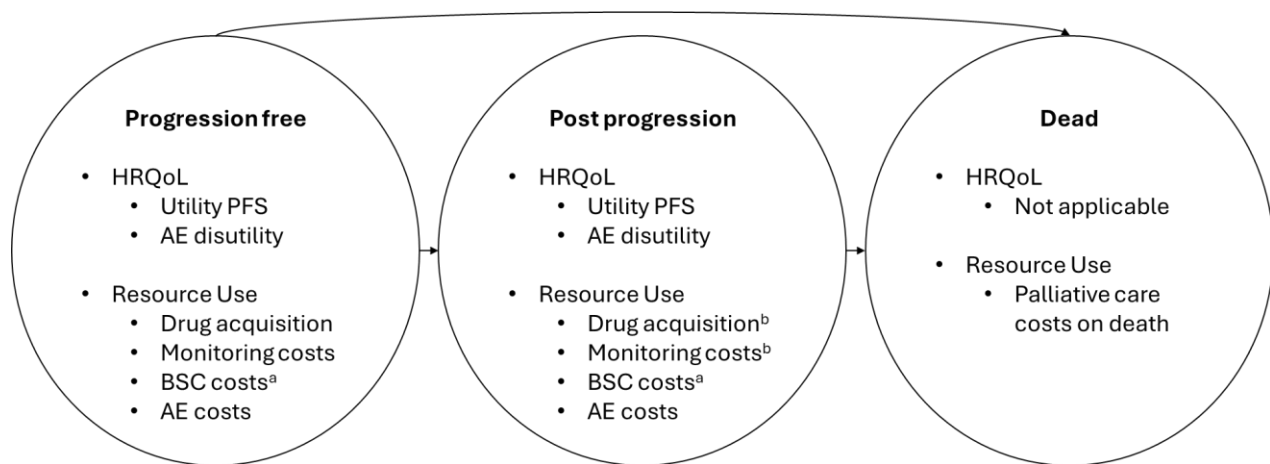 Progression free
• HRQoL
• Utility PFS
• AE disutility
• Resource Use
• Drug acquisition
• Monitoring costs
• BSC costsᵃ
• AE costs
Post progression
• HRQoL
• Utility PFS
• AE disutility
• Resource Use
• Drug acquisitionᵇ
• Monitoring costsᵇ
• BSC costsᵃ
• AE costs
Dead
• HRQoL
• Not applicable
• Resource Use
• Palliative care
costs on death